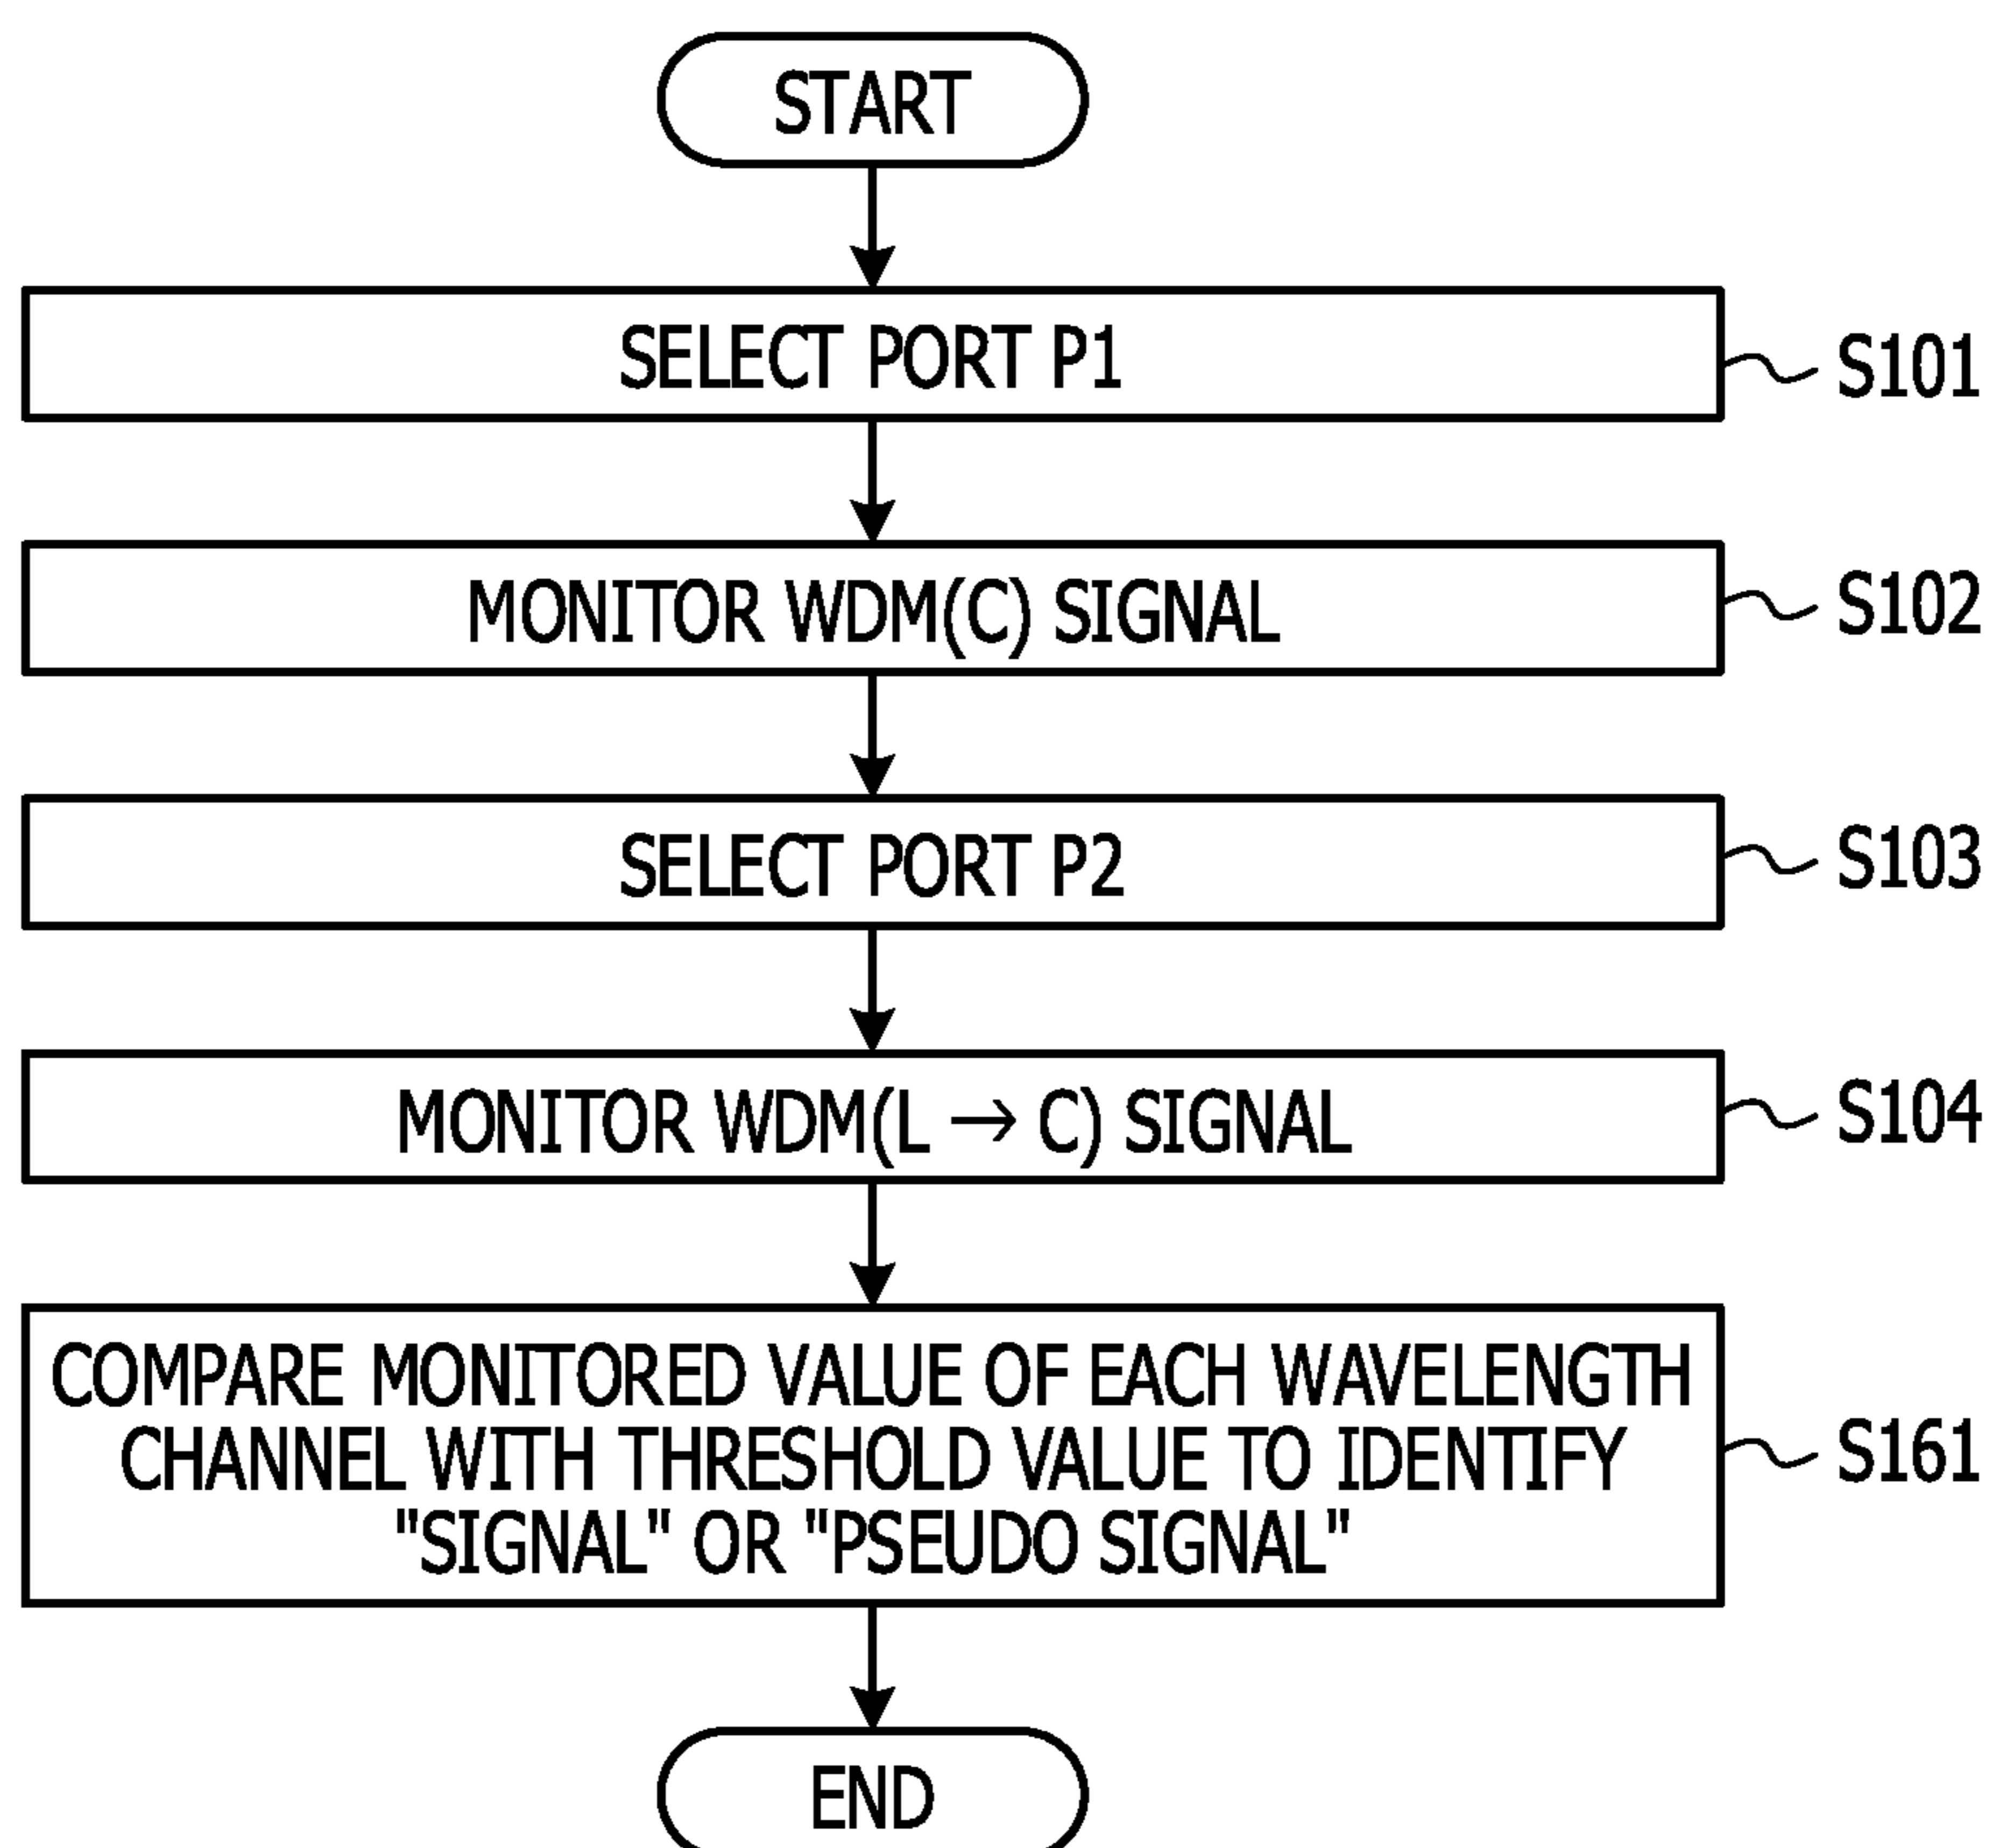 START
SELECT PORT P1
S101
MONITOR WDM(C) SIGNAL
S102
SELECT PORT P2
S103
MONITOR WDM(L → C) SIGNAL
S104
COMPARE MONITORED VALUE OF EACH WAVELENGTH
CHANNEL WITH THRESHOLD VALUE TO IDENTIFY
"SIGNAL" OR "PSEUDO SIGNAL"
S161
END